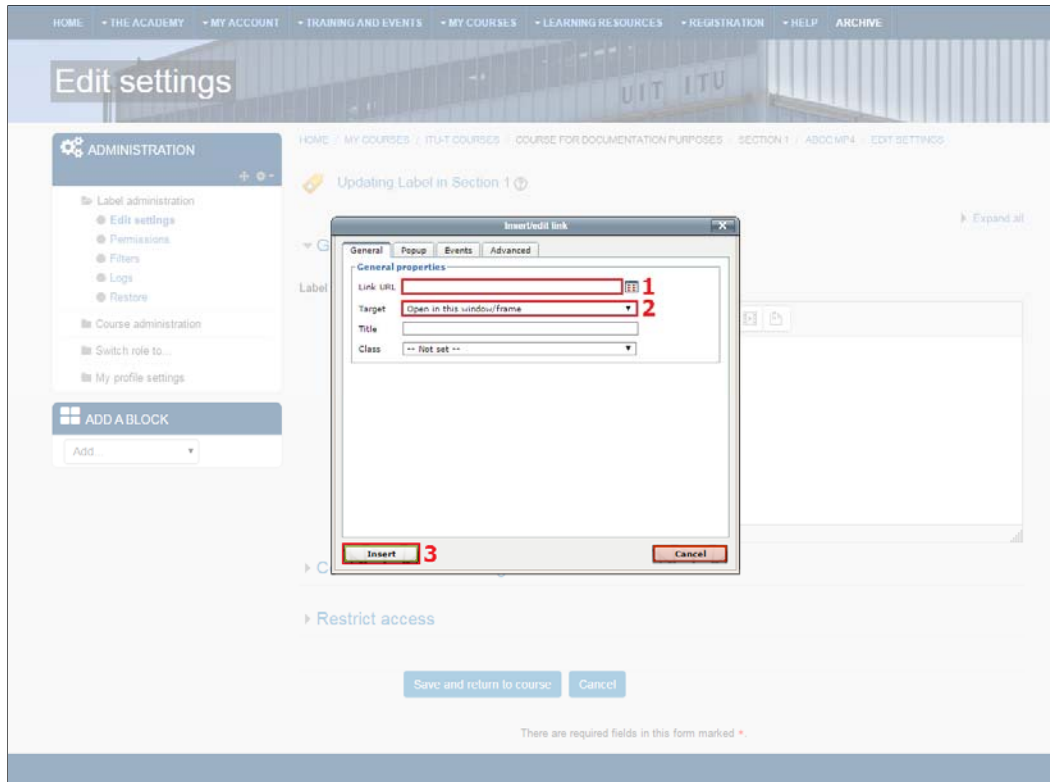 HOME THE ACADEMY MY ACCOUNT TRAINING AND EVENTS MY COURSES LEARNING RESOURCES REGISTRATION HELP ARCHIVE
UIT ITU
Edit settings
ADMINISTRATION
Label administration
Edit settings
Permissions
Filters
Logs
Restore
Course administration
Switch role to...
My profile settings
ADD A BLOCK
Add...
HOME / MY COURSES / ITU-T COURSES / COURSE FOR DOCUMENTATION PURPOSES / SECTION 1 / ABOC MP4 / EDIT SETTINGS
Updating Label in Section 1
Expand all
G
Label
Insert/edit link X
General Popup Events Advanced
General properties
Link URL 1
Target Open in this window/frame 2
Title
Class -- Not set --
Insert 3 Cancel
C
Restrict access
Save and return to course Cancel
There are required fields in this form marked *.